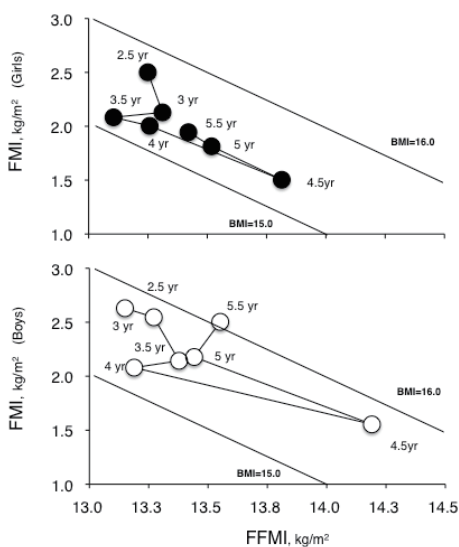 3.0
2.5 yr
2.5
3.5 yr
3 yr
5.5 yr
2.0
4 yr
5 yr
BMI=16.0
1.5
4.5yr
BMI=15.0
1.0
FMI, kg/m² (Girls)
3.0
2.5 yr
5.5 yr
2.5
3 yr
3.5 yr
5 yr
4 yr
2.0
BMI=16.0
1.5
4.5yr
BMI=15.0
1.0
FMI, kg/m² (Boys)
13.0 13.3 13.5 13.8 14.0 14.3 14.5
FFMI, kg/m²